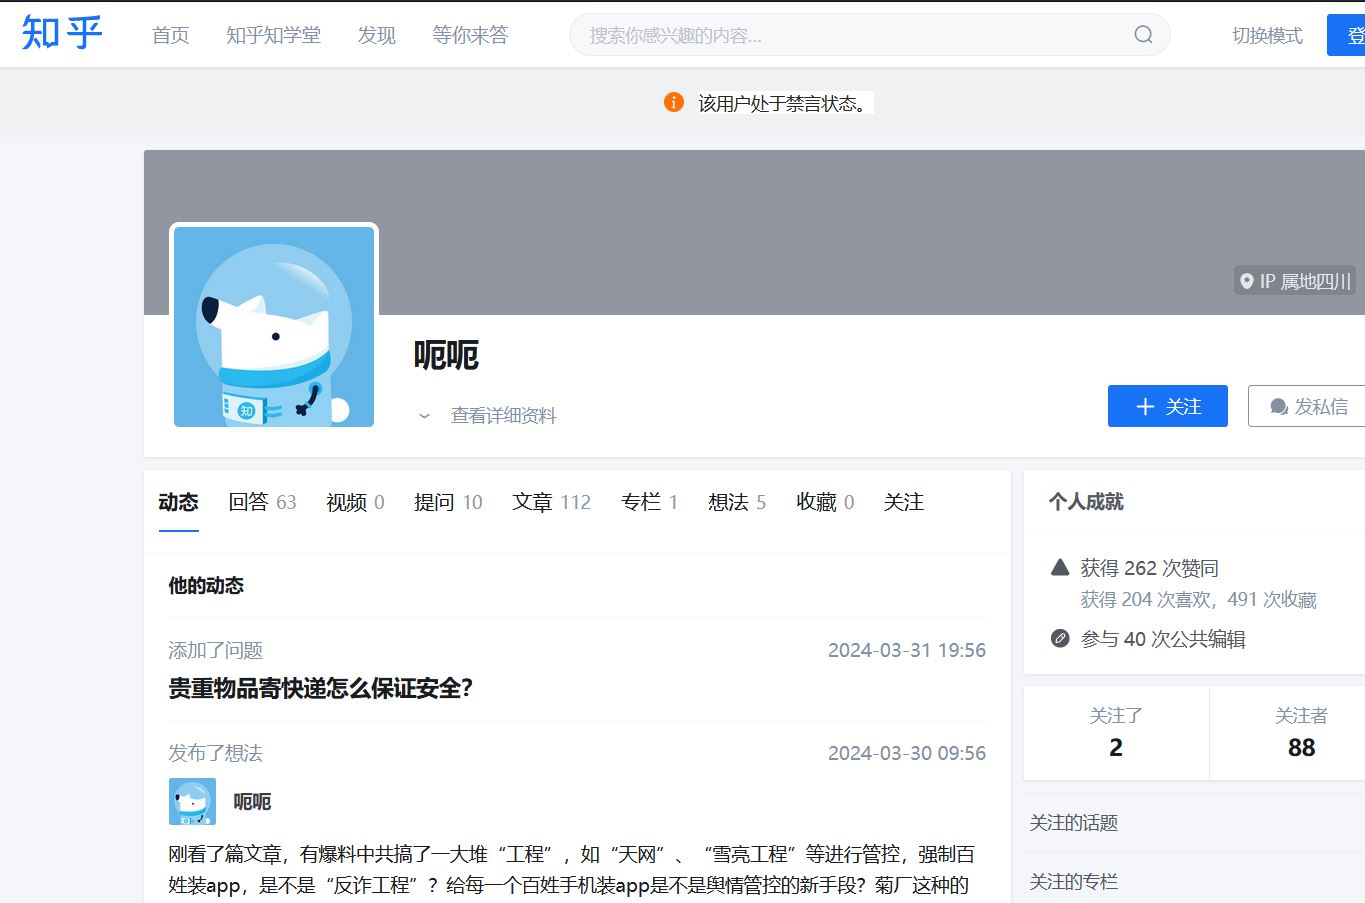 知乎 首页 知乎知学堂 发现 等你来答 搜索你感兴趣的内容... 切换模式 登
该用户处于禁言状态。
IP 属地四川
呃呃
查看详细资料
关注 发私信
动态 回答 63 视频 0 提问 10 文章 112 专栏 1 想法 5 收藏 0 关注
他的动态
添加了问题 2024-03-31 19:56
贵重物品寄快递怎么保证安全？
发布了想法 2024-03-30 09:56
呃呃
刚看了篇文章，有爆料中共搞了一大堆“工程”，如“天网”、“雪亮工程”等进行管控，强制百
姓装app，是不是“反诈工程”？给每一个百姓手机装app是不是舆情管控的新手段？菊厂这种的
个人成就
获得 262 次赞同
获得 204 次喜欢，491 次收藏
参与 40 次公共编辑
关注了 关注者
2 88
关注的话题
关注的专栏
知